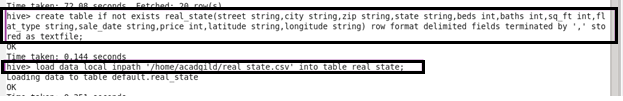 Time taken: 72.08 seconds, Fetched: 20 row(s)
hive> create table if not exists real_state(street string,city string,zip string,state string,beds int,baths int,sq_ft int,fl
at_type string,sale_date string,price int,latitude string,longitude string) row format delimited fields terminated by ',' sto
red as textfile;
OK
Time taken: 0.144 seconds
hive> load data local inpath '/home/acadgild/real_state.csv' into table real_state;
Loading data to table default.real_state
OK
Time taken: 0.251 seconds